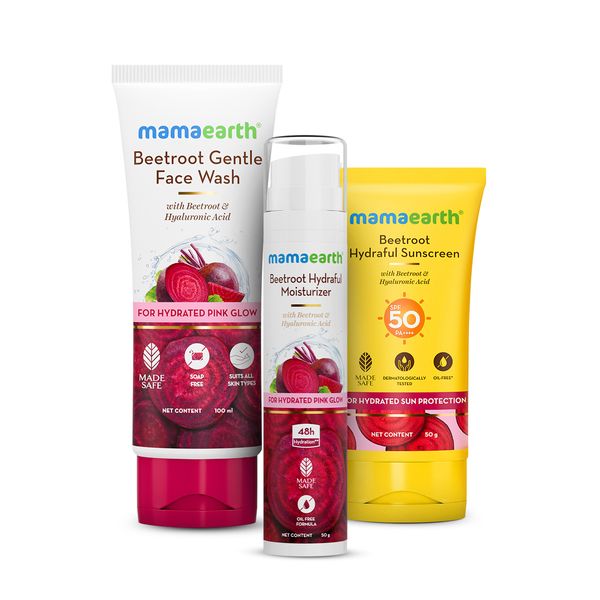 mamaearth®
Beetroot Gentle
Face Wash
with Beetroot &
Hyaluronic Acid
FOR HYDRATED PINK GLOW
MADE
SAFE
SOAP
FREE
SUITS ALL
SKIN TYPES
NET CONTENT 100 ml
mamaearth®
Beetroot Hydraful
Moisturizer
with Beetroot &
Hyaluronic Acid
FOR HYDRATED PINK GLOW
48h
Hydration
MADE
SAFE
OIL FREE
FORMULA
NET CONTENT 50 g
mamaearth®
Beetroot
Hydraful Sunscreen
with Beetroot &
Hyaluronic Acid
SPF
50
PA++++
MADE
SAFE
DERMATOLOGICALLY
TESTED
OIL-FREE*
OR HYDRATED SUN PROTECTION
NET CONTENT 50 g